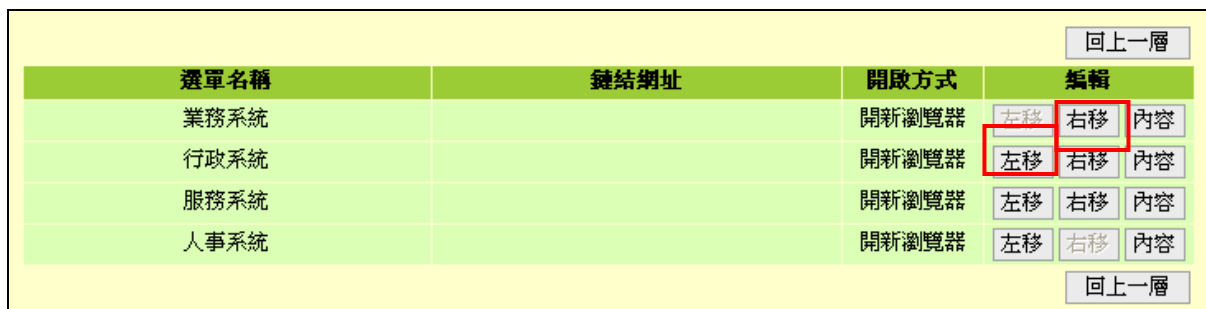 回上一層
選單名稱 鏈結網址 開啟方式 編輯
業務系統 開新瀏覽器 左移 右移 內容
行政系統 開新瀏覽器 左移 右移 內容
服務系統 開新瀏覽器 左移 右移 內容
人事系統 開新瀏覽器 左移 右移 內容
回上一層